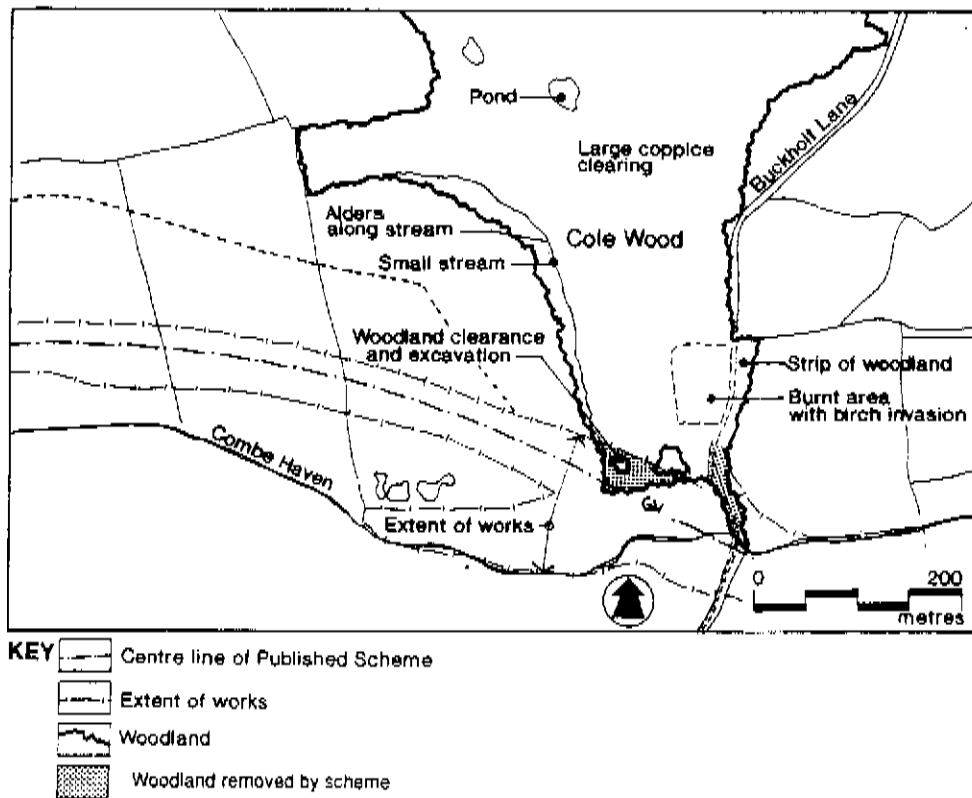 Pond
Large coppice
clearing
Buckholt Lane
Alders
along stream
Cole Wood
Small stream
Woodland clearance
and excavation
Strip of woodland
Burnt area
with birch invasion
Combe Haven
Extent of works
0 200
metres
KEY
Centre line of Published Scheme
Extent of works
Woodland
Woodland removed by scheme